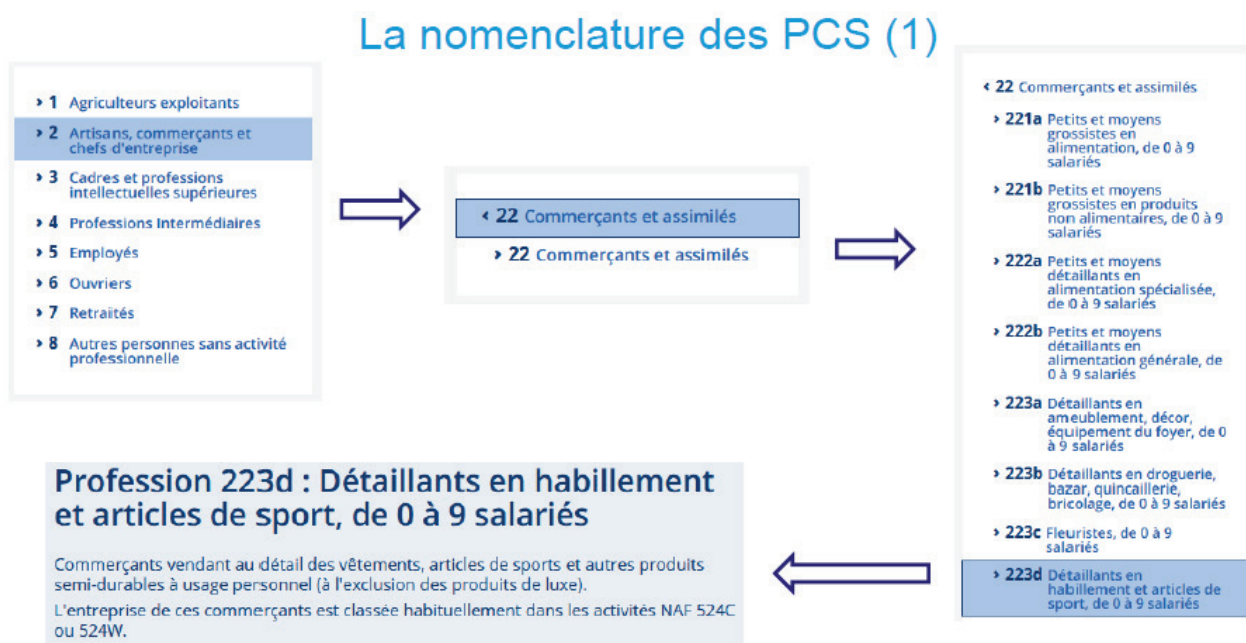 La nomenclature des PCS (1)
› 1 Agriculteurs exploitants
› 2 Artisans, commerçants et
chefs d'entreprise
› 3 Cadres et professions
intellectuelles supérieures
› 4 Professions Intermédiaires
› 5 Employés
› 6 Ouvriers
› 7 Retraités
› 8 Autres personnes sans activité
professionnelle
‹ 22 Commerçants et assimilés
› 22 Commerçants et assimilés
‹ 22 Commerçants et assimilés
› 221a Petits et moyens
grossistes en
alimentation, de 0 à 9
salariés
› 221b Petits et moyens
grossistes en produits
non alimentaires, de 0 à 9
salariés
› 222a Petits et moyens
détaillants en
alimentation spécialisée,
de 0 à 9 salariés
› 222b Petits et moyens
détaillants en
alimentation générale, de
0 à 9 salariés
› 223a Détaillants en
ameublement, décor,
équipement du foyer, de 0
à 9 salariés
› 223b Détaillants en droguerie,
bazar, quincaillerie,
bricolage, de 0 à 9 salariés
› 223c Fleuristes, de 0 à 9
salariés
› 223d Détaillants en
habillement et articles de
sport, de 0 à 9 salariés
Profession 223d : Détaillants en habillement
et articles de sport, de 0 à 9 salariés
Commerçants vendant au détail des vêtements, articles de sports et autres produits
semi-durables à usage personnel (à l'exclusion des produits de luxe).
L'entreprise de ces commerçants est classée habituellement dans les activités NAF 524C
ou 524W.